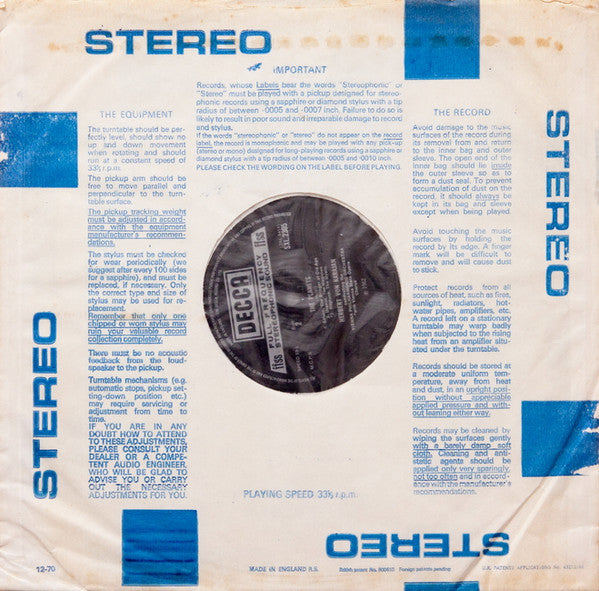 STEREO
IMPORTANT
Records, whose Labels bear the words "Stereophonic" or
"Stereo" must be played with a pickup designed for stereo-
phonic records using a sapphire or diamond stylus with a tip
radius of between ·0005 and ·0007 inch. Failure to do so is
likely to result in poor sound and irreparable damage to record
and stylus.
If the words "stereophonic" or "stereo" do not appear on the record
label, the record is monophonic and may be played with any pick-up
(stereo or mono) designed for long-playing records using a sapphire or
diamond stylus with a tip radius of between ·0005 and ·0010 inch.
PLEASE CHECK THE WORDING ON THE LABEL BEFORE PLAYING.
THE EQUIPMENT
The turntable should be per-
fectly level, should show no
up and down movement
when rotating and should
run at a constant speed of
33⅓ r.p.m.
The pickup arm should be
free to move parallel and
perpendicular to the turn-
table surface.
The pickup tracking weight
must be adjusted in accord-
ance with the equipment
manufacturer's recommen-
dations.
The stylus must be checked
for wear periodically (we
suggest after every 100 sides
for a sapphire), and must be
replaced, if necessary. Only
the correct type and size of
stylus may be used for re-
placement.
Remember that only one
chipped or worn stylus may
ruin your valuable record
collection completely.
There must be no acoustic
feedback from the loud-
speaker to the pickup.
Turntable mechanisms (e.g.
automatic stops, pickup set-
ting-down position etc.)
may require servicing or
adjustment from time to
time.
IF YOU ARE IN ANY
DOUBT HOW TO ATTEND
TO THESE ADJUSTMENTS,
PLEASE CONSULT YOUR
DEALER OR A COMPE-
TENT AUDIO ENGINEER,
WHO WILL BE GLAD TO
ADVISE YOU OR CARRY
OUT THE NECESSARY
ADJUSTMENTS FOR YOU.
THE RECORD
Avoid damage to the music
surfaces of the record during
its removal from and return
to the inner bag and outer
sleeve. The open end of the
inner bag should lie inside
the outer sleeve so as to
form a dust seal. To prevent
accumulation of dust on the
record, it should always be
kept in its bag and sleeve
except when being played.
Avoid touching the music
surfaces by holding the
record by its edge. A finger
mark will be difficult to
remove and will cause dust
to stick.
Protect records from all
sources of heat, such as fires,
sunlight, radiators, hot-
water pipes, amplifiers, etc.
A record left on a stationary
turntable may warp badly
when subjected to the rising
heat from an amplifier situ-
ated under the turntable.
Records should be stored at
a moderate uniform tem-
perature, away from heat
and dust, in an upright posi-
tion without appreciable
applied pressure and with-
out leaning either way.
Records may be cleaned by
wiping the surfaces gently
with a barely damp soft
cloth. Cleaning and anti-
static agents should be
applied only very sparingly,
not too often and in accord-
ance with the manufacturer's
recommendations.
STEREO
STEREO
DECCA
FULL FREQUENCY
STEREOPHONIC SOUND
ffss
ffss
PLAYING SPEED 33⅓ r.p.m.
STEREO
12-70
MADE IN ENGLAND R.S.
British patent No. 800513
Foreign patents pending
U.K. PATENTS APPLICATIONS No.